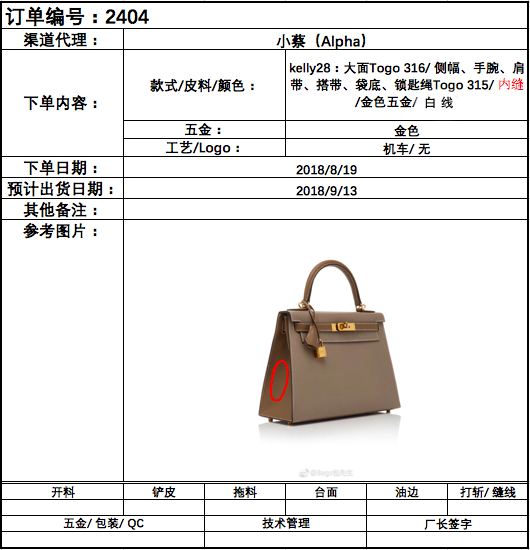 订单编号：2404
渠道代理：
小蔡（Alpha）
下单内容：
款式/皮料/颜色：
kelly28：大面Togo 316/ 侧幅、手腕、肩
带、搭带、袋底、锁匙绳Togo 315/ 内缝
/金色五金/ 白 线
五金：
金色
工艺/Logo：
机车/ 无
下单日期：
2018/8/19
预计出货日期：
2018/9/13
其他备注：
参考图片：
开料
铲皮
拖料
台面
油边
打斩/ 缝线
五金/ 包装/ QC
技术管理
厂长签字